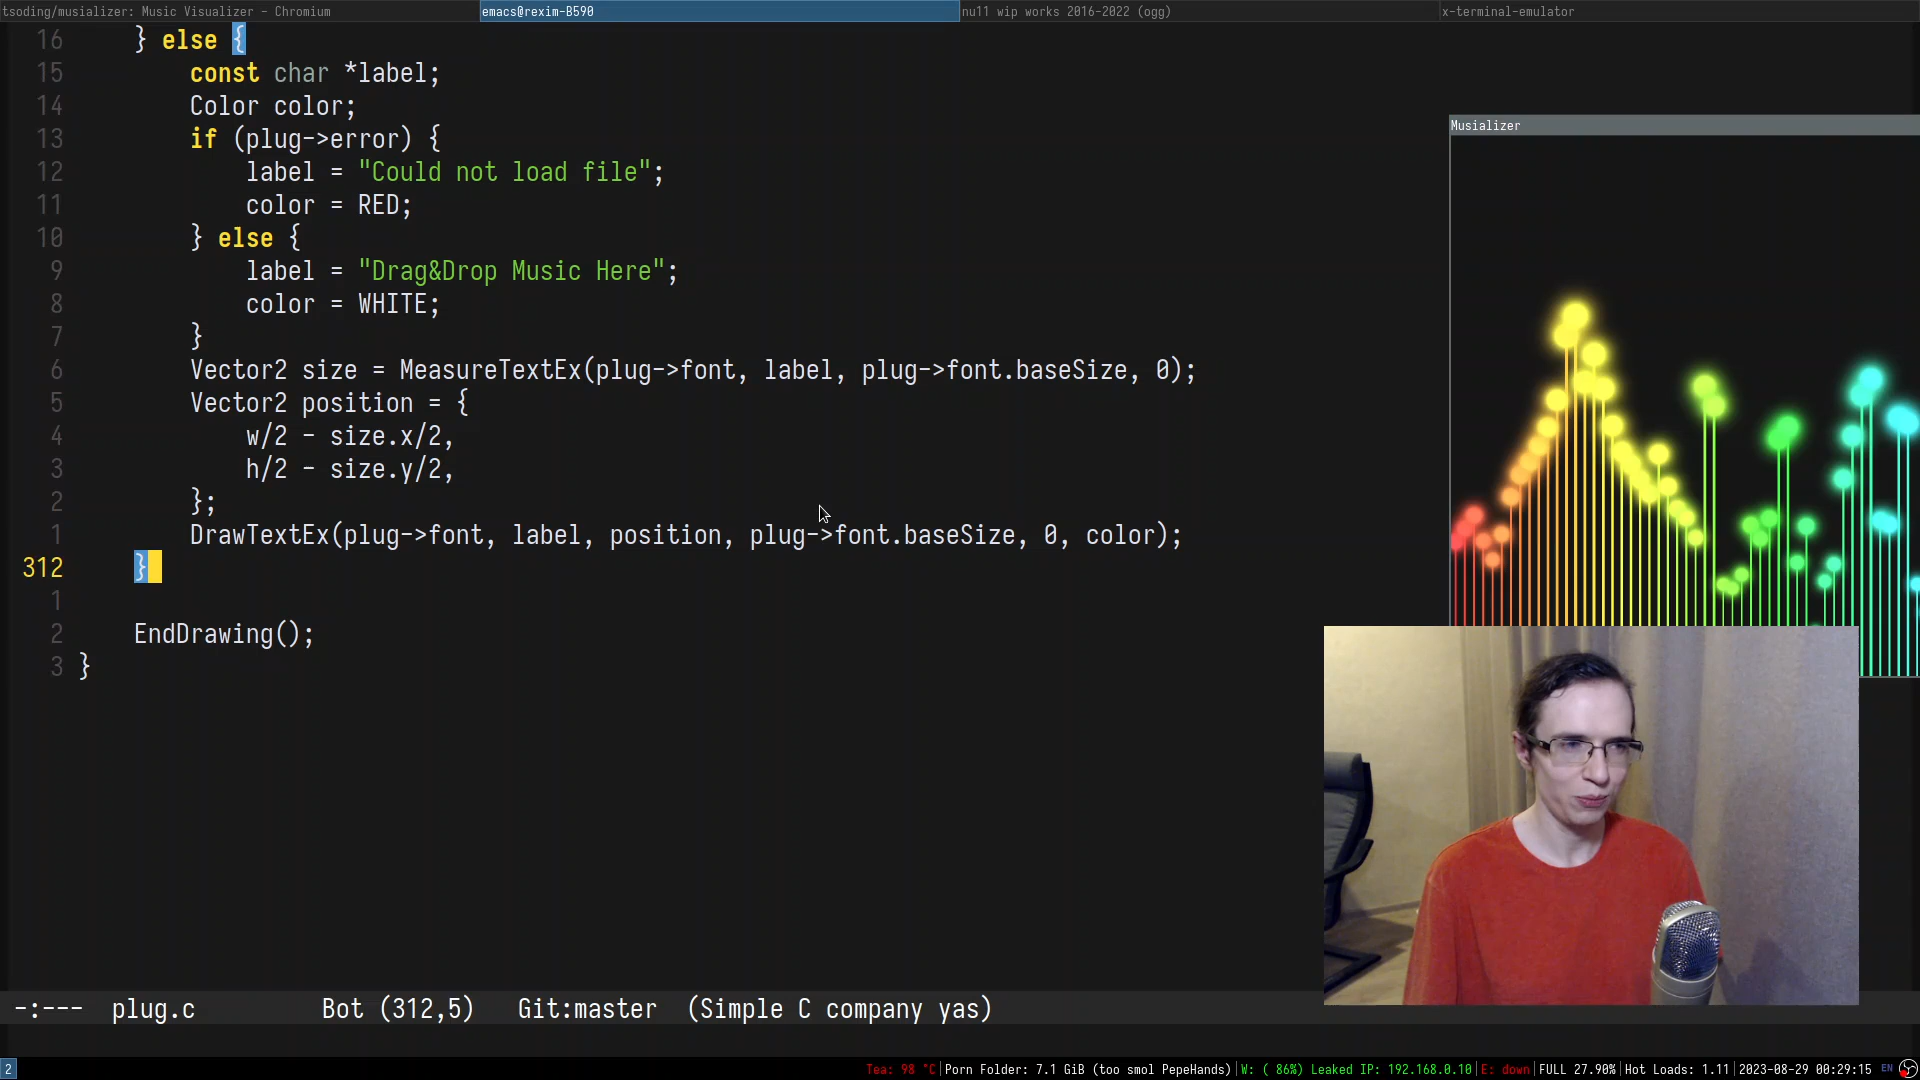 tsoding/musializer: Music Visualizer - Chromium
emacs@rexim-B590
nu11 wip works 2016-2022 (ogg)
x-terminal-emulator
16 } else {
15 const char *label;
14 Color color;
13 if (plug->error) {
12 label = "Could not load file";
11 color = RED;
10 } else {
9 label = "Drag&Drop Music Here";
8 color = WHITE;
7 }
6 Vector2 size = MeasureTextEx(plug->font, label, plug->font.baseSize, 0);
5 Vector2 position = {
4 w/2 - size.x/2,
3 h/2 - size.y/2,
2 };
1 DrawTextEx(plug->font, label, position, plug->font.baseSize, 0, color);
312 }
1
2 EndDrawing();
3 }
Musializer
-:--- plug.c Bot (312,5) Git:master (Simple C company yas)
2 Tea: 98 °C|Porn Folder: 7.1 GiB (too smol PepeHands)|W: ( 86%) Leaked IP: 192.168.0.10|E: down|FULL 27.90%|Hot Loads: 1.11|2023-08-29 00:29:15 EN